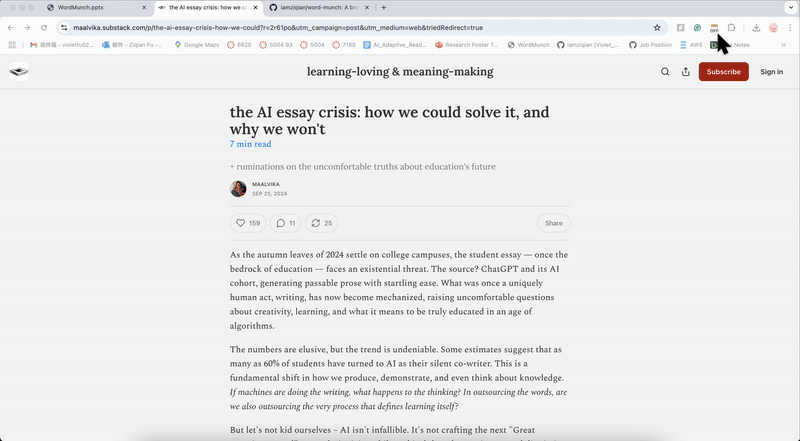 WordMunch.pptx
the AI essay crisis: how we co
iamziqian/word-munch: A br
maalvika.substack.com/p/the-ai-essay-crisis-how-we-could?r=2r61po&utm_campaign=post&utm_medium=web&triedRedirect=true
OFF
收件箱 - violetfu02...
邮件 - Ziqian Fu -...
Google Maps
6620
5004 93
5004
7180
AI_Adaptive_Read...
Research Poster T...
WordMunch
iamziqian (Violet_...
Job Position
AWS
Notes
learning-loving & meaning-making
Subscribe
Sign in
the AI essay crisis: how we could solve it, and
why we won't
7 min read
+ ruminations on the uncomfortable truths about education's future
MAALVIKA
SEP 25, 2024
159
11
25
Share
As the autumn leaves of 2024 settle on college campuses, the student essay — once the
bedrock of education — faces an existential threat. The source? ChatGPT and its AI
cohort, generating passable prose with startling ease. What was once a uniquely
human act, writing, has now become mechanized, raising uncomfortable questions
about creativity, learning, and what it means to be truly educated in an age of
algorithms.
The numbers are elusive, but the trend is undeniable. Some estimates suggest that as
many as 60% of students have turned to AI as their silent co-writer. This is a
fundamental shift in how we produce, demonstrate, and even think about knowledge.
If machines are doing the writing, what happens to the thinking? In outsourcing the words, are
we also outsourcing the very process that defines learning itself?
But let's not kid ourselves – AI isn't infallible. It's not crafting the next "Great